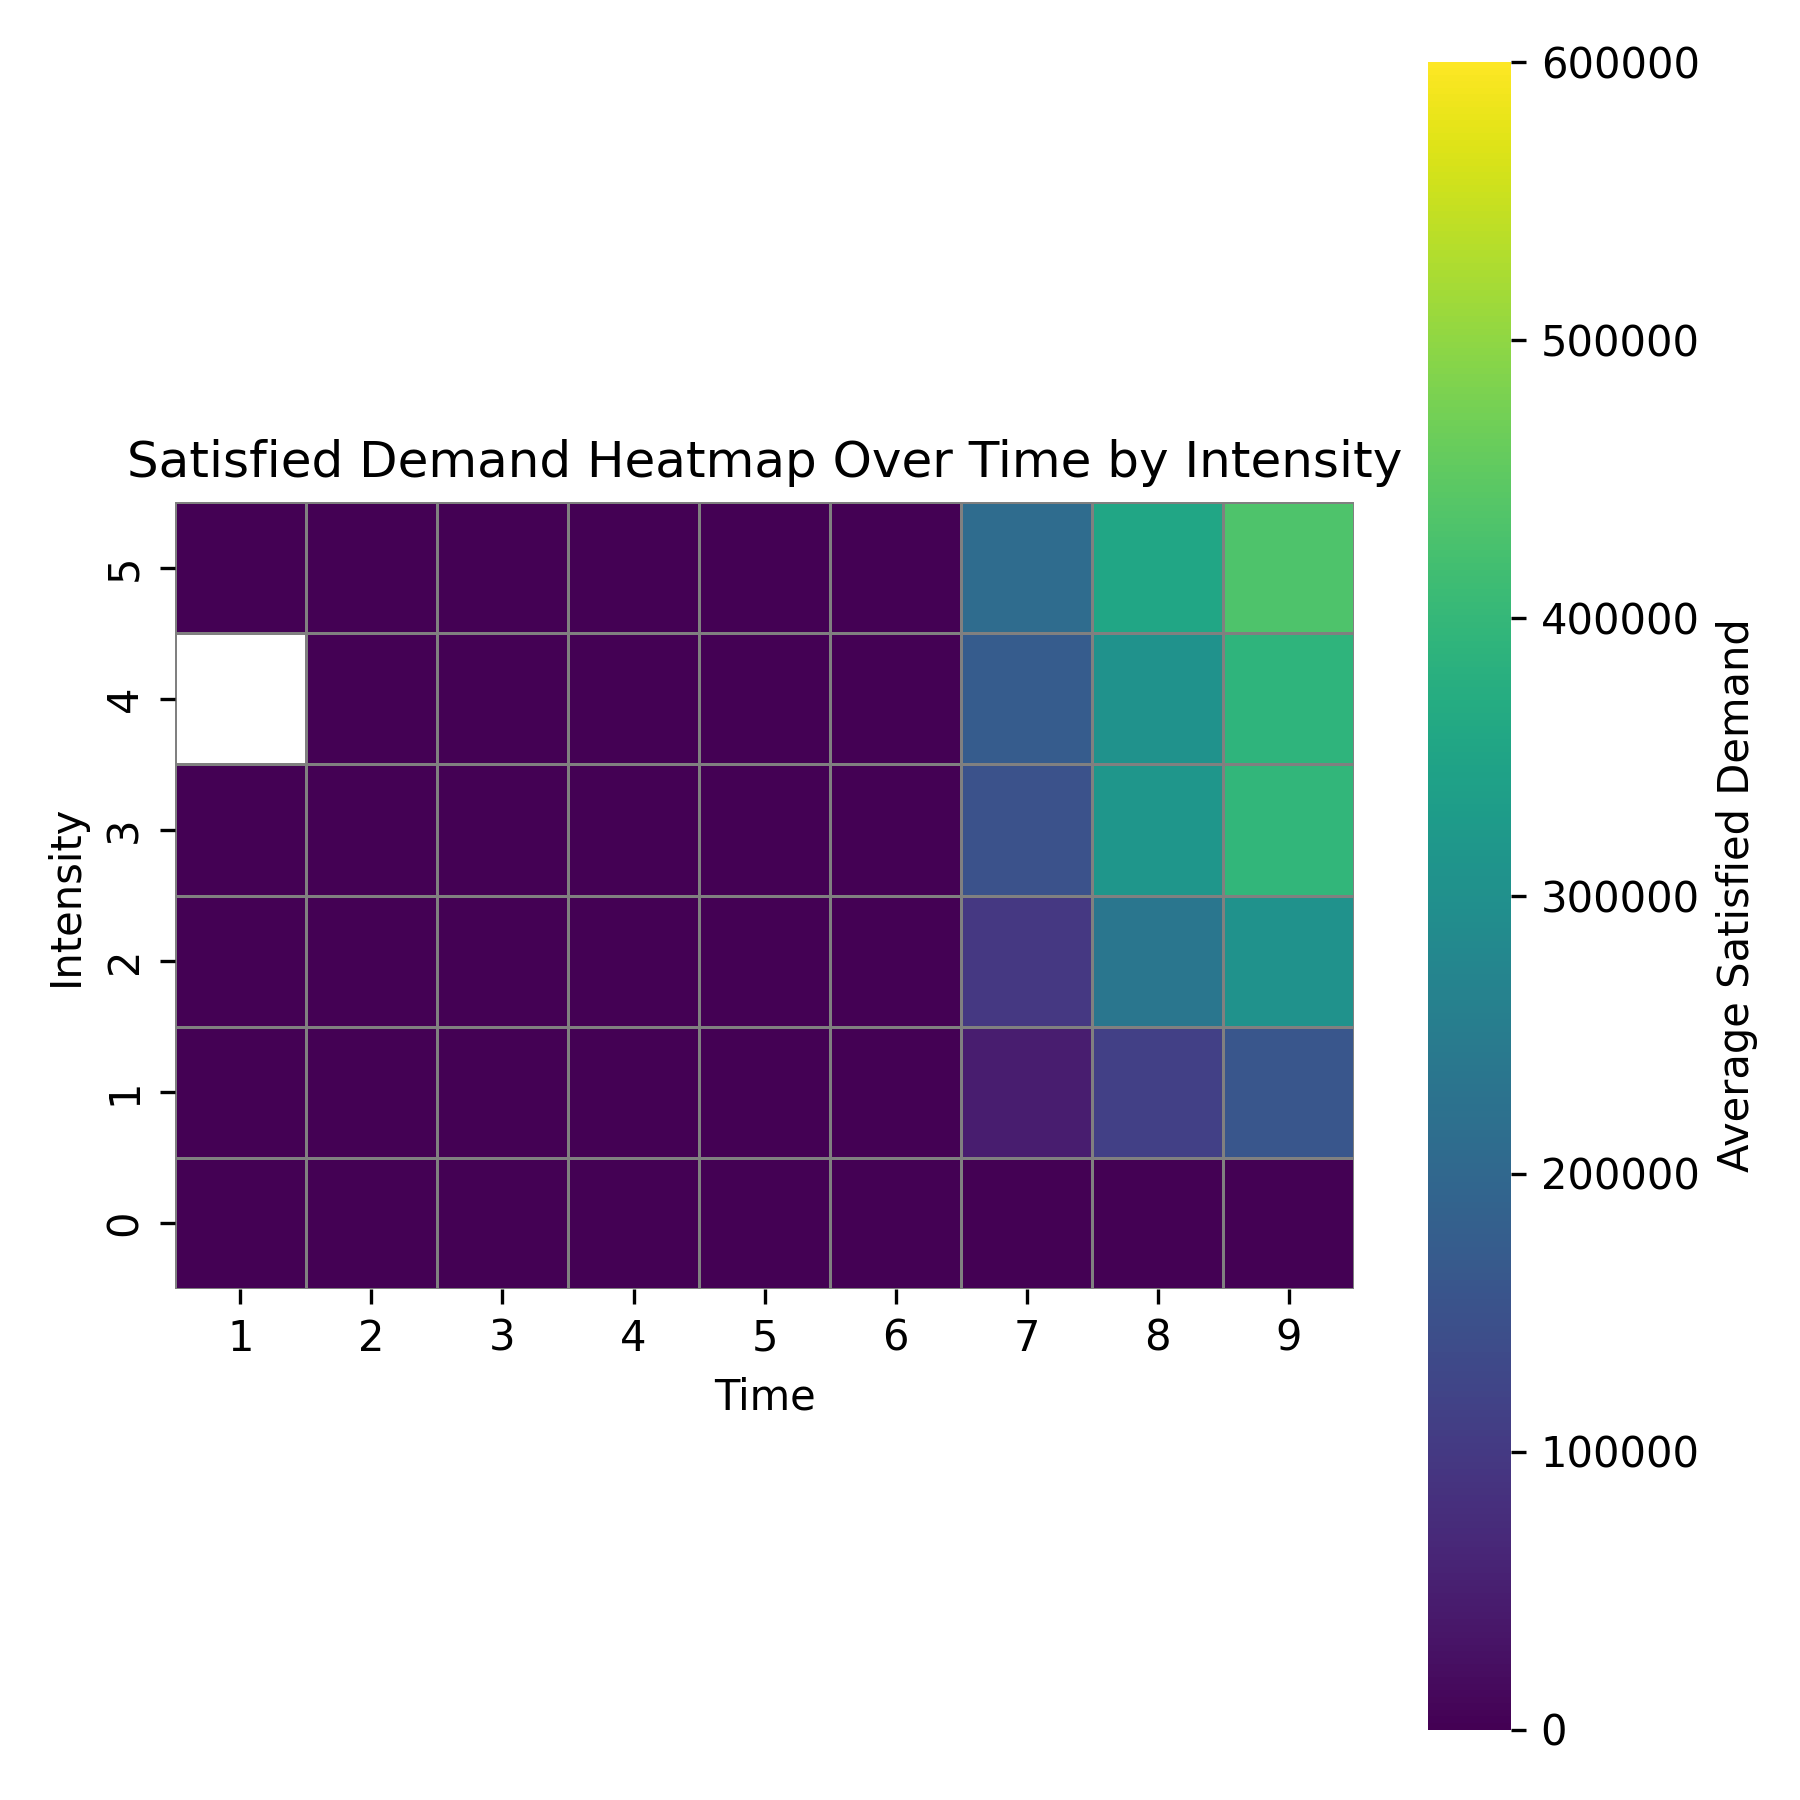 Satisfied Demand Heatmap Over Time by Intensity
Intensity
5
4
3
2
1
0
1 2 3 4 5 6 7 8 9
Time
600000
500000
400000
300000
200000
100000
0
Average Satisfied Demand